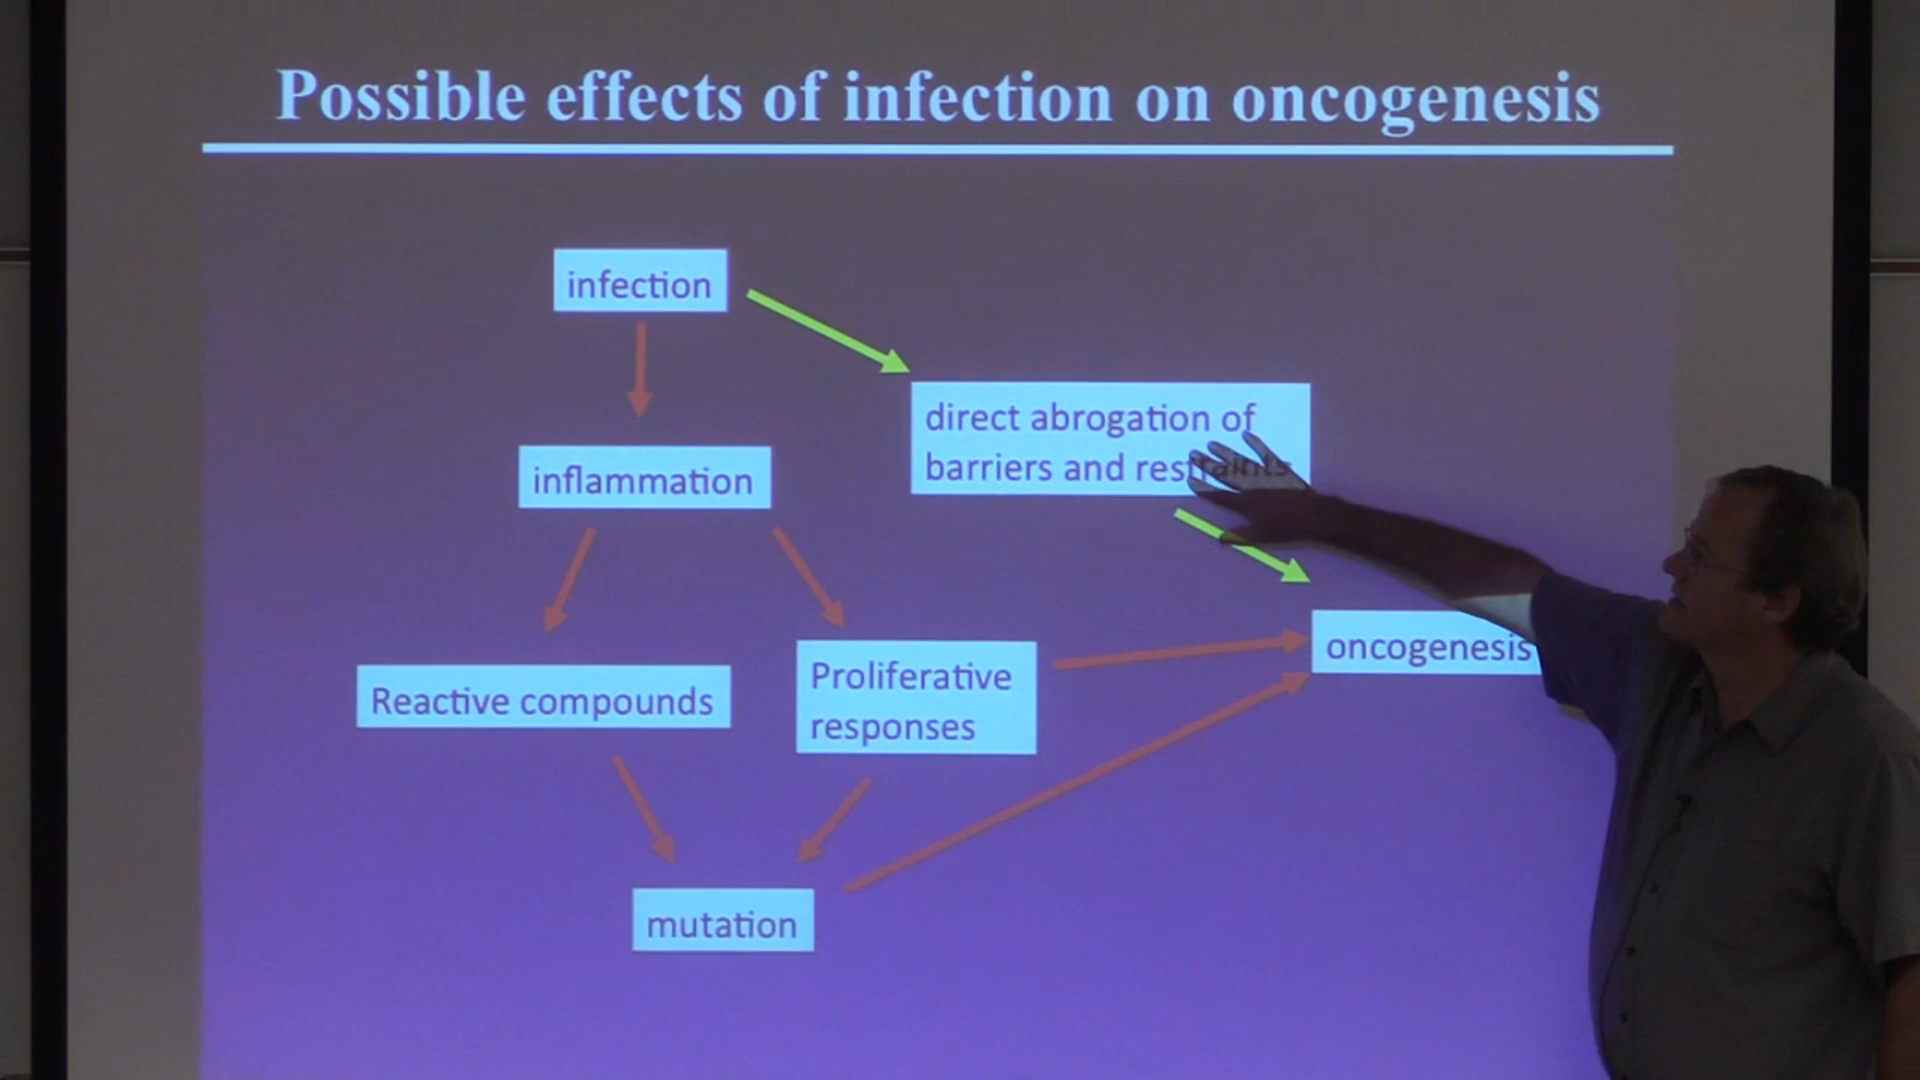 Possible effects of infection on oncogenesis
infection
direct abrogation of
barriers and restraints
inflammation
oncogenesis
Proliferative
responses
Reactive compounds
mutation